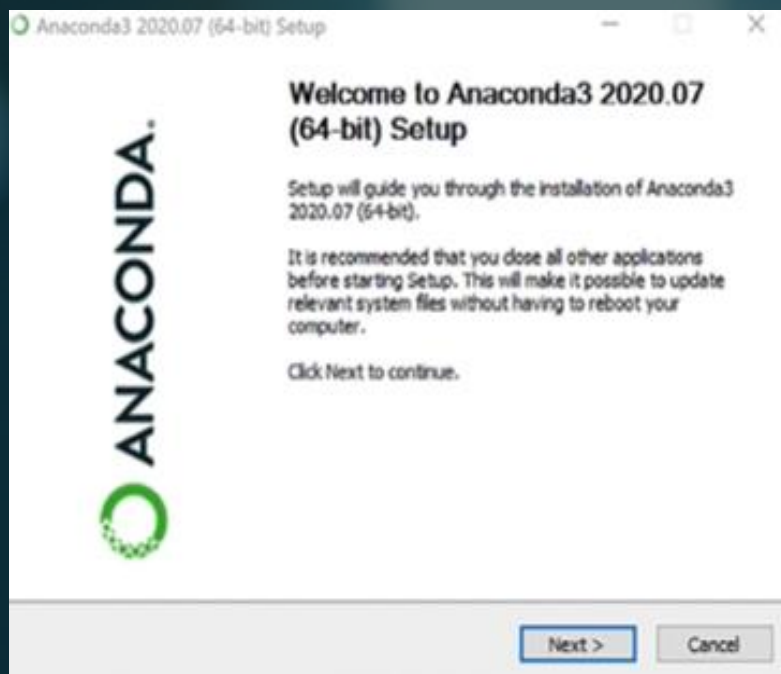 Anaconda3 2020.07 (64-bit) Setup
ANACONDA.
Welcome to Anaconda3 2020.07
(64-bit) Setup
Setup will guide you through the installation of Anaconda3
2020.07 (64-bit).
It is recommended that you close all other applications
before starting Setup. This will make it possible to update
relevant system files without having to reboot your
computer.
Click Next to continue.
Next >
Cancel